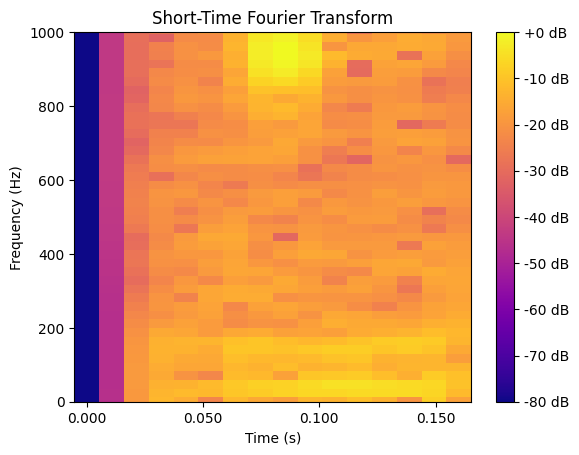 Short-Time Fourier Transform
1000
800
600
400
200
0
Frequency (Hz)
0.000
0.050
0.100
0.150
Time (s)
+0 dB
-10 dB
-20 dB
-30 dB
-40 dB
-50 dB
-60 dB
-70 dB
-80 dB